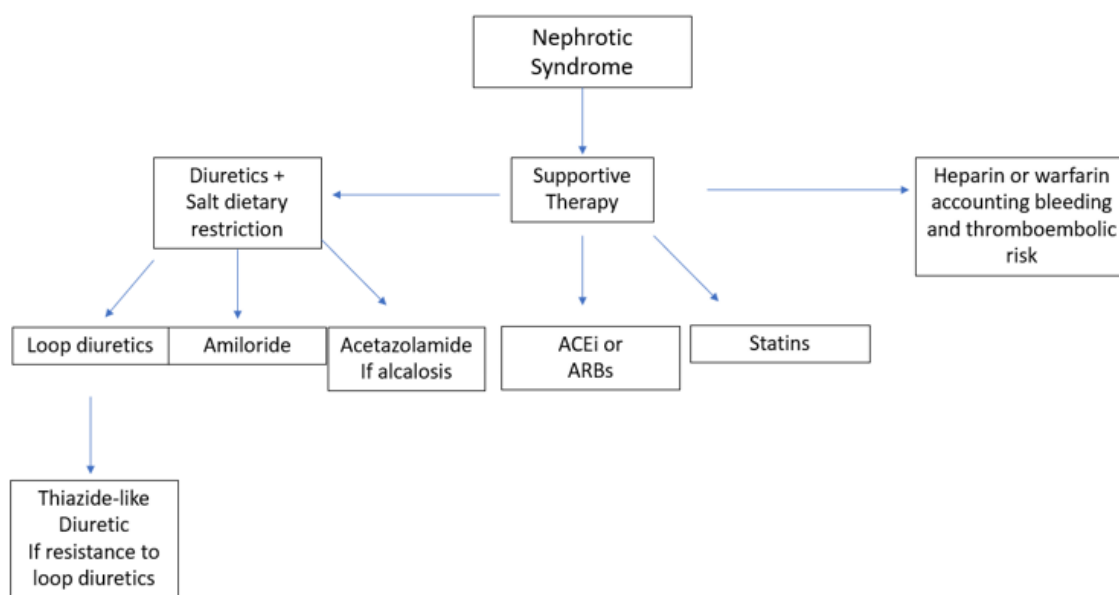 Nephrotic
Syndrome
Diuretics +
Salt dietary
restriction
Supportive
Therapy
Heparin or warfarin
accounting bleeding
and thromboembolic
risk
Loop diuretics
Amiloride
Acetazolamide
If alcalosis
ACEi or
ARBs
Statins
Thiazide-like
Diuretic
If resistance to
loop diuretics